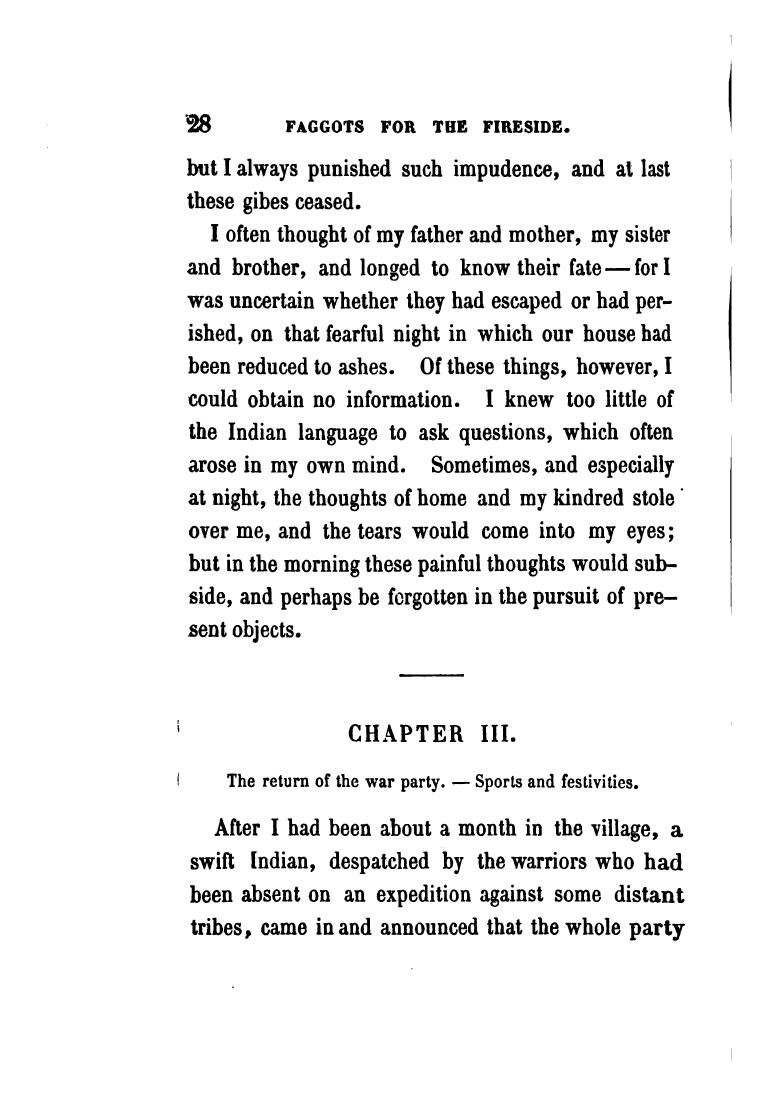 28 FAGGOTS FOR THE FIRESIDE.
but I always punished such impudence, and at last
these gibes ceased.
I often thought of my father and mother, my sister
and brother, and longed to know their fate — for I
was uncertain whether they had escaped or had per-
ished, on that fearful night in which our house had
been reduced to ashes. Of these things, however, I
could obtain no information. I knew too little of
the Indian language to ask questions, which often
arose in my own mind. Sometimes, and especially
at night, the thoughts of home and my kindred stole
over me, and the tears would come into my eyes;
but in the morning these painful thoughts would sub-
side, and perhaps be forgotten in the pursuit of pre-
sent objects.
CHAPTER III.
The return of the war party. — Sports and festivities.
After I had been about a month in the village, a
swift Indian, despatched by the warriors who had
been absent on an expedition against some distant
tribes, came in and announced that the whole party